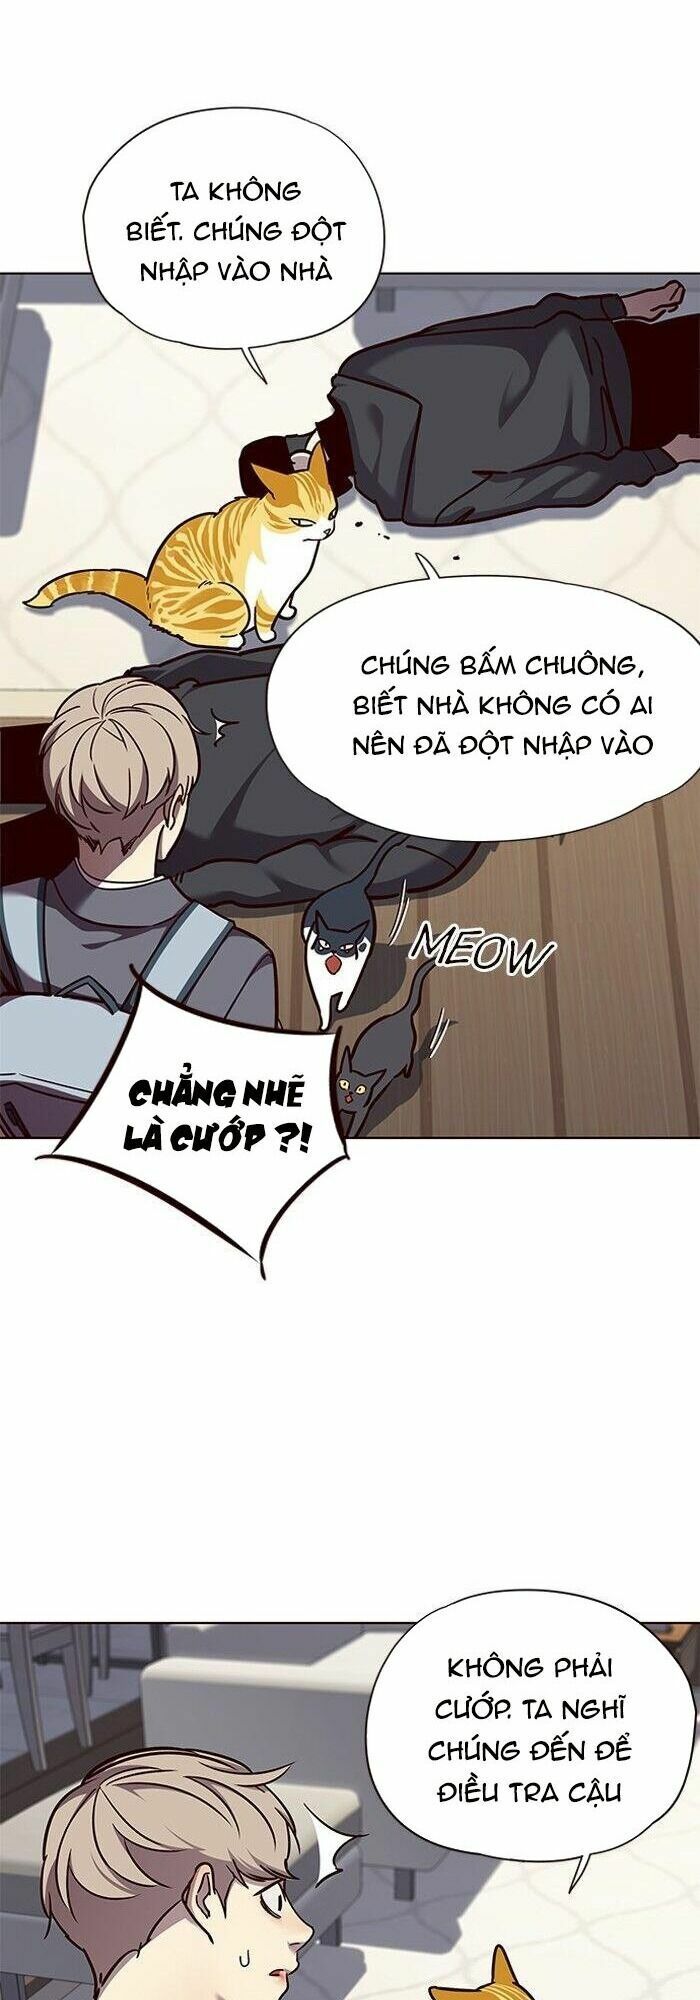 TA KHÔNG
BIẾT. CHÚNG ĐỘT
NHẬP VÀO NHÀ
CHÚNG BẤM CHUÔNG,
BIẾT NHÀ KHÔNG CÓ AI
NÊN ĐÃ ĐỘT NHẬP VÀO
MEOW
CHẲNG NHẼ
LÀ CƯỚP ?!
KHÔNG PHẢI
CƯỚP. TA NGHĨ
CHÚNG ĐẾN ĐỂ
ĐIỀU TRA CẬU